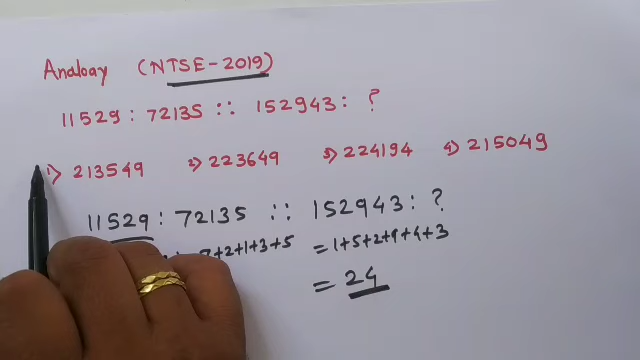 Analogy (NTSE-2019)
11529 : 72135 :: 152943 : ?
1) 213549 2) 223649 3) 224194 4) 215049
11529 : 72135 :: 152943 : ?
7+2+1+3+5 = 1+5+2+9+4+3
= 24